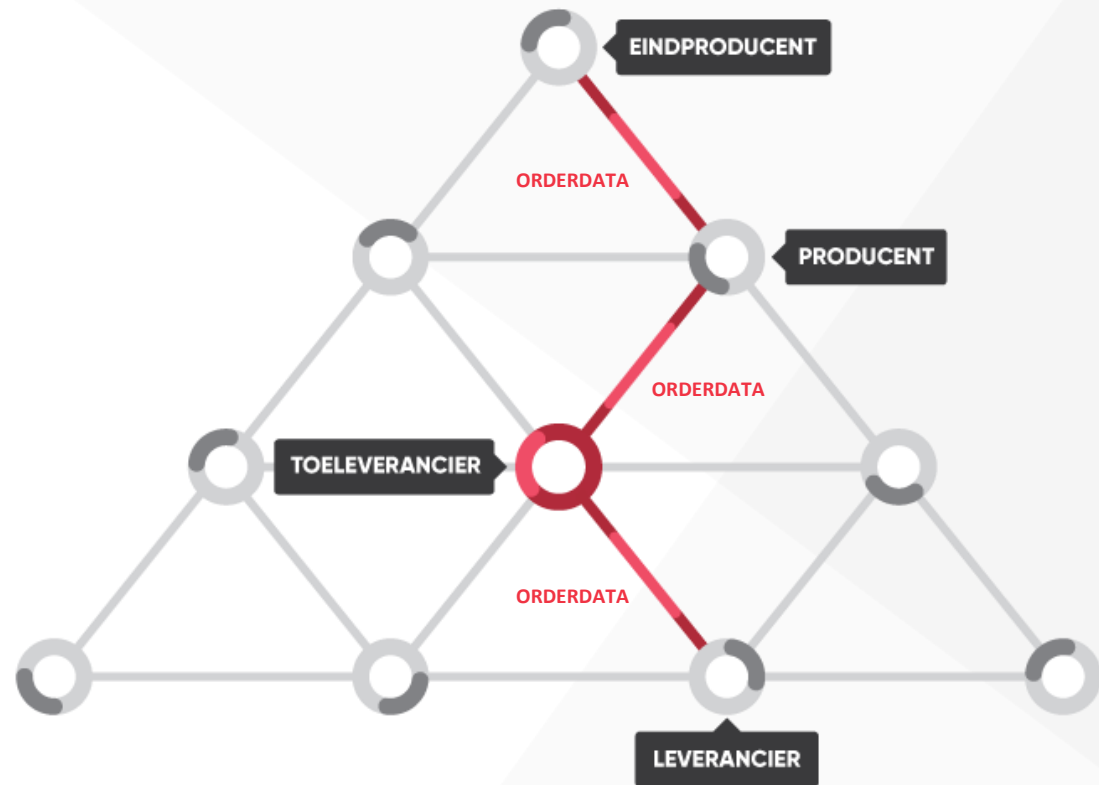 EINDPRODUCENT
ORDERDATA
PRODUCENT
ORDERDATA
TOELEVERANCIER
ORDERDATA
LEVERANCIER